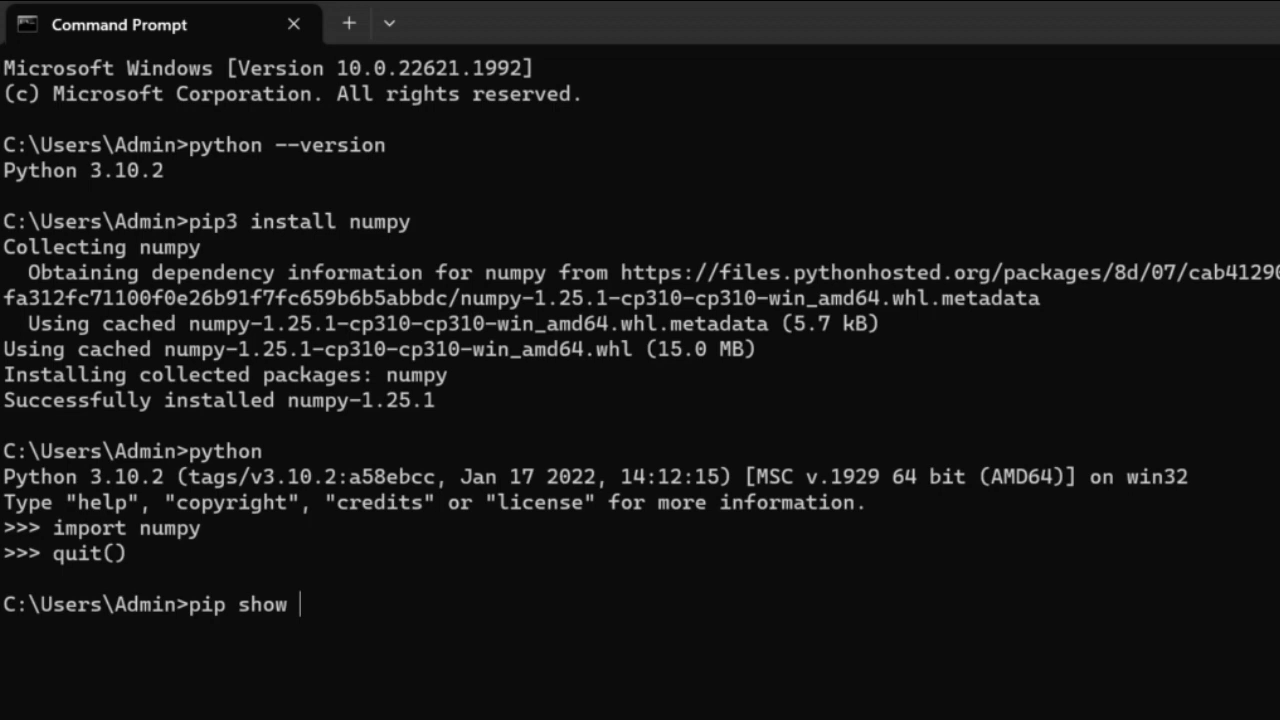 Command Prompt
Microsoft Windows [Version 10.0.22621.1992]
(c) Microsoft Corporation. All rights reserved.
C:\Users\Admin>python --version
Python 3.10.2
C:\Users\Admin>pip3 install numpy
Collecting numpy
  Obtaining dependency information for numpy from https://files.pythonhosted.org/packages/8d/07/cab41290
fa312fc71100f0e26b91f7fc659b6b5abbdc/numpy-1.25.1-cp310-cp310-win_amd64.whl.metadata
  Using cached numpy-1.25.1-cp310-cp310-win_amd64.whl.metadata (5.7 kB)
Using cached numpy-1.25.1-cp310-cp310-win_amd64.whl (15.0 MB)
Installing collected packages: numpy
Successfully installed numpy-1.25.1
C:\Users\Admin>python
Python 3.10.2 (tags/v3.10.2:a58ebcc, Jan 17 2022, 14:12:15) [MSC v.1929 64 bit (AMD64)] on win32
Type "help", "copyright", "credits" or "license" for more information.
>>> import numpy
>>> quit()
C:\Users\Admin>pip show